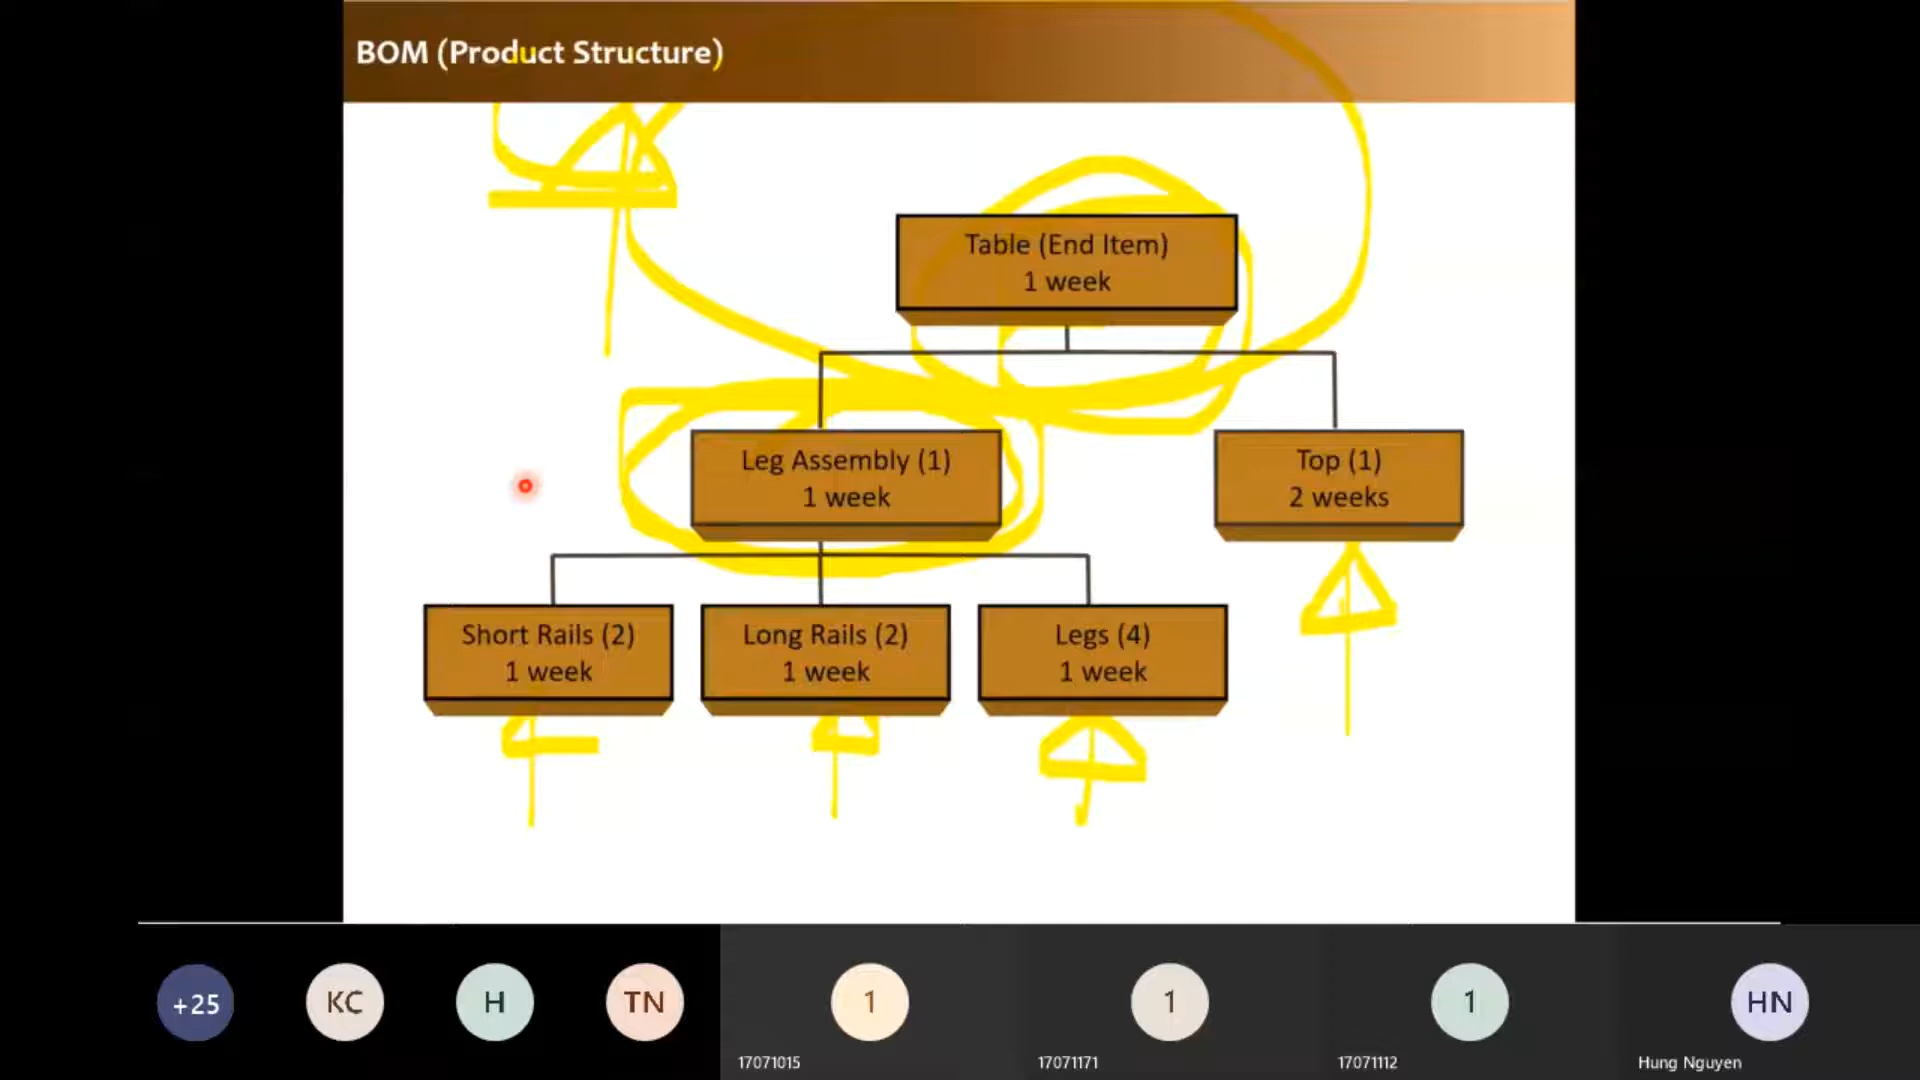 BOM (Product Structure)
Table (End Item)
1 week
Leg Assembly (1)
1 week
Top (1)
2 weeks
Short Rails (2)
1 week
Long Rails (2)
1 week
Legs (4)
1 week
+25
KC
H
TN
1
1
1
HN
17071015
17071171
17071112
Hung Nguyen